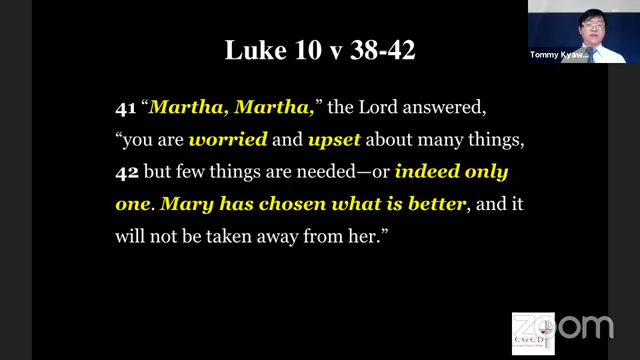 Luke 10 v 38-42
Tommy Kyaw...
41 “Martha, Martha,” the Lord answered,
“you are worried and upset about many things,
42 but few things are needed—or indeed only
one. Mary has chosen what is better, and it
will not be taken away from her.”
zoom